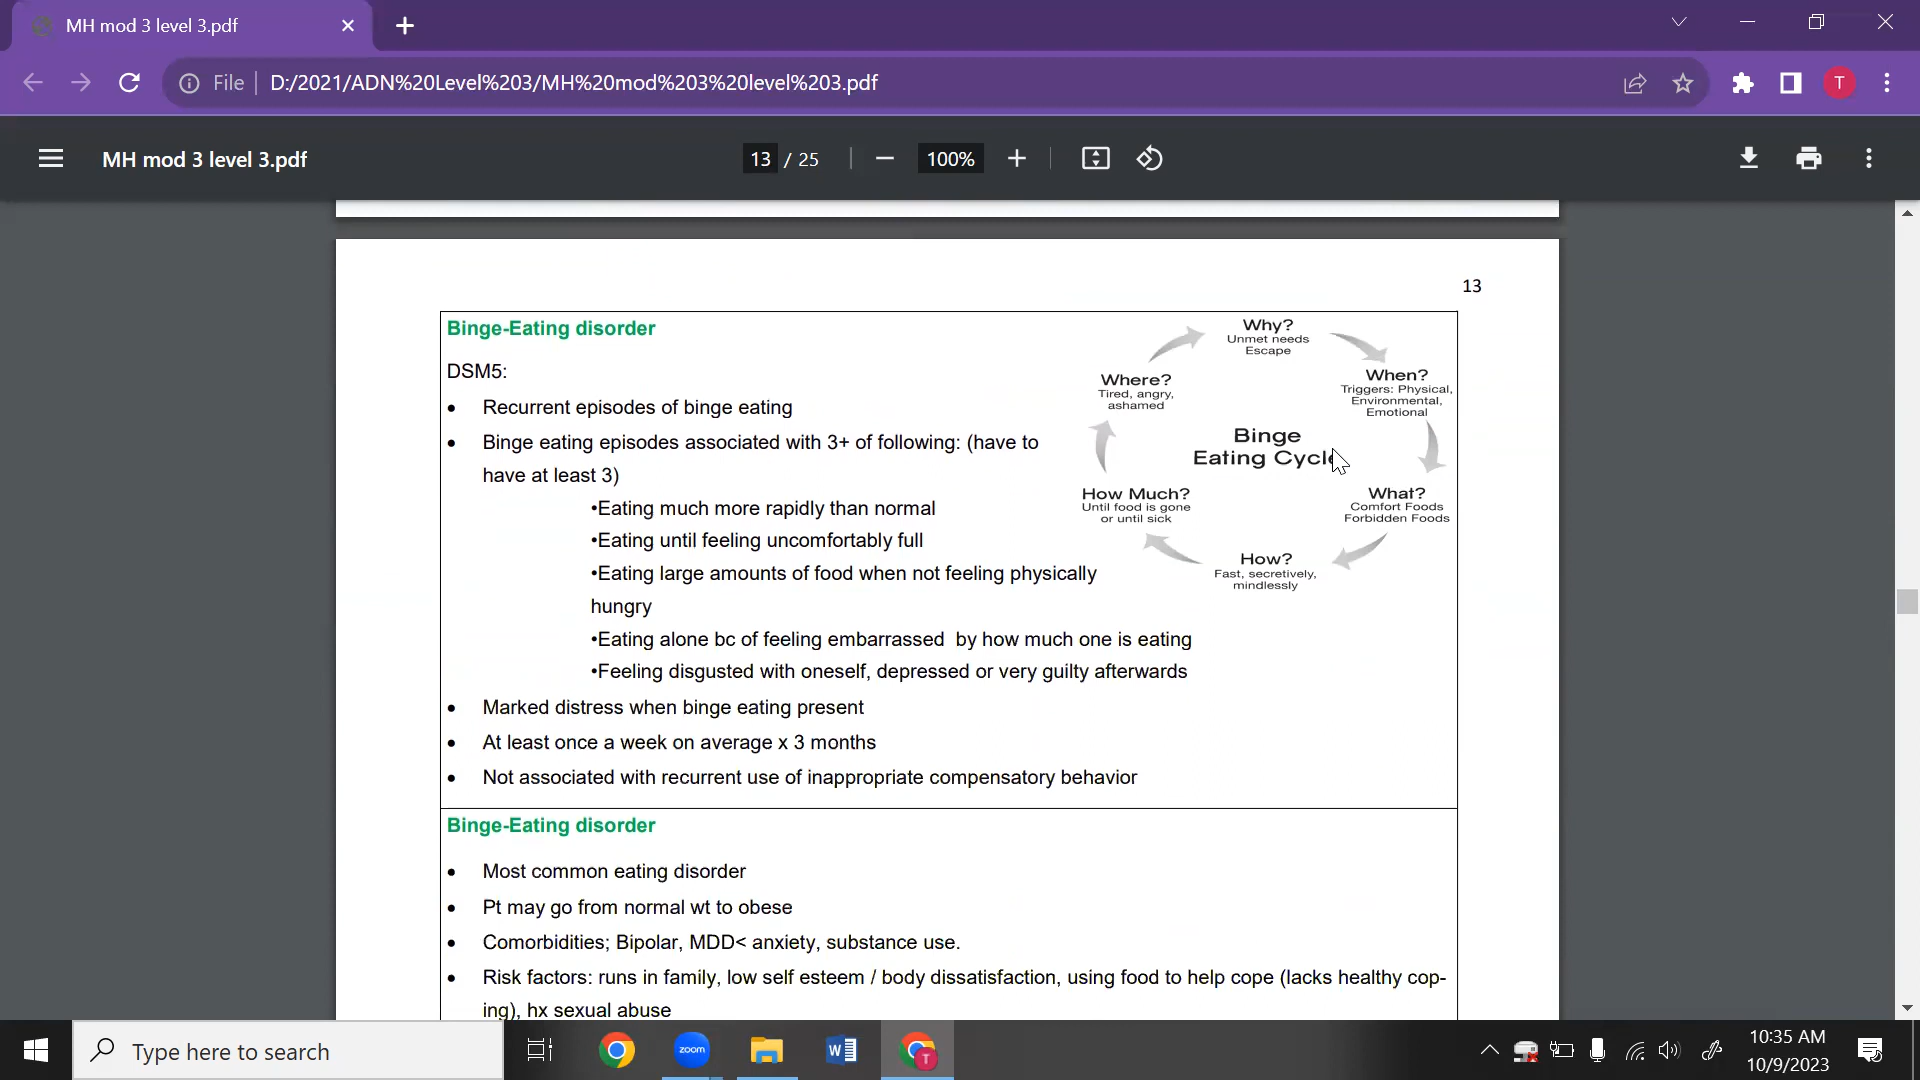 MH mod 3 level 3.pdf
File
D:/2021/ADN%20Level%203/MH%20mod%203%20level%203.pdf
T
MH mod 3 level 3.pdf
13 / 25
100%
13
Binge-Eating disorder
DSM5:
• Recurrent episodes of binge eating
• Binge eating episodes associated with 3+ of following: (have to
have at least 3)
•Eating much more rapidly than normal
•Eating until feeling uncomfortably full
•Eating large amounts of food when not feeling physically
hungry
•Eating alone bc of feeling embarrassed  by how much one is eating
•Feeling disgusted with oneself, depressed or very guilty afterwards
• Marked distress when binge eating present
• At least once a week on average x 3 months
• Not associated with recurrent use of inappropriate compensatory behavior
Binge
Eating Cycle
Why?
Unmet needs
Escape
When?
Triggers: Physical,
Environmental,
Emotional
What?
Comfort Foods
Forbidden Foods
How?
Fast, secretively,
mindlessly
How Much?
Until food is gone
or until sick
Where?
Tired, angry,
ashamed
Binge-Eating disorder
• Most common eating disorder
• Pt may go from normal wt to obese
• Comorbidities; Bipolar, MDD< anxiety, substance use.
• Risk factors: runs in family, low self esteem / body dissatisfaction, using food to help cope (lacks healthy cop-
ing), hx sexual abuse
Type here to search
zoom
W
T
10:35 AM
10/9/2023